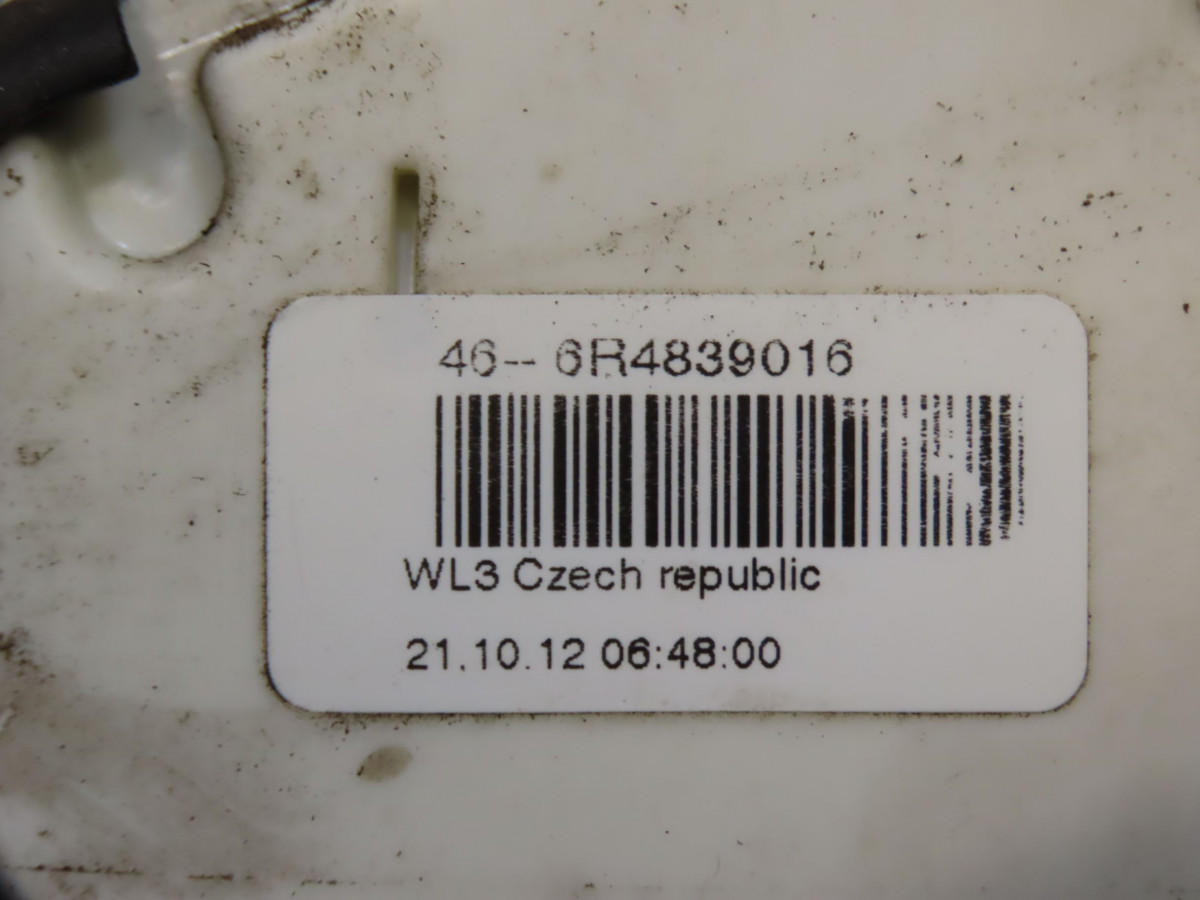 46-- 6R4839016
WL3 Czech republic
21.10.12 06:48:00